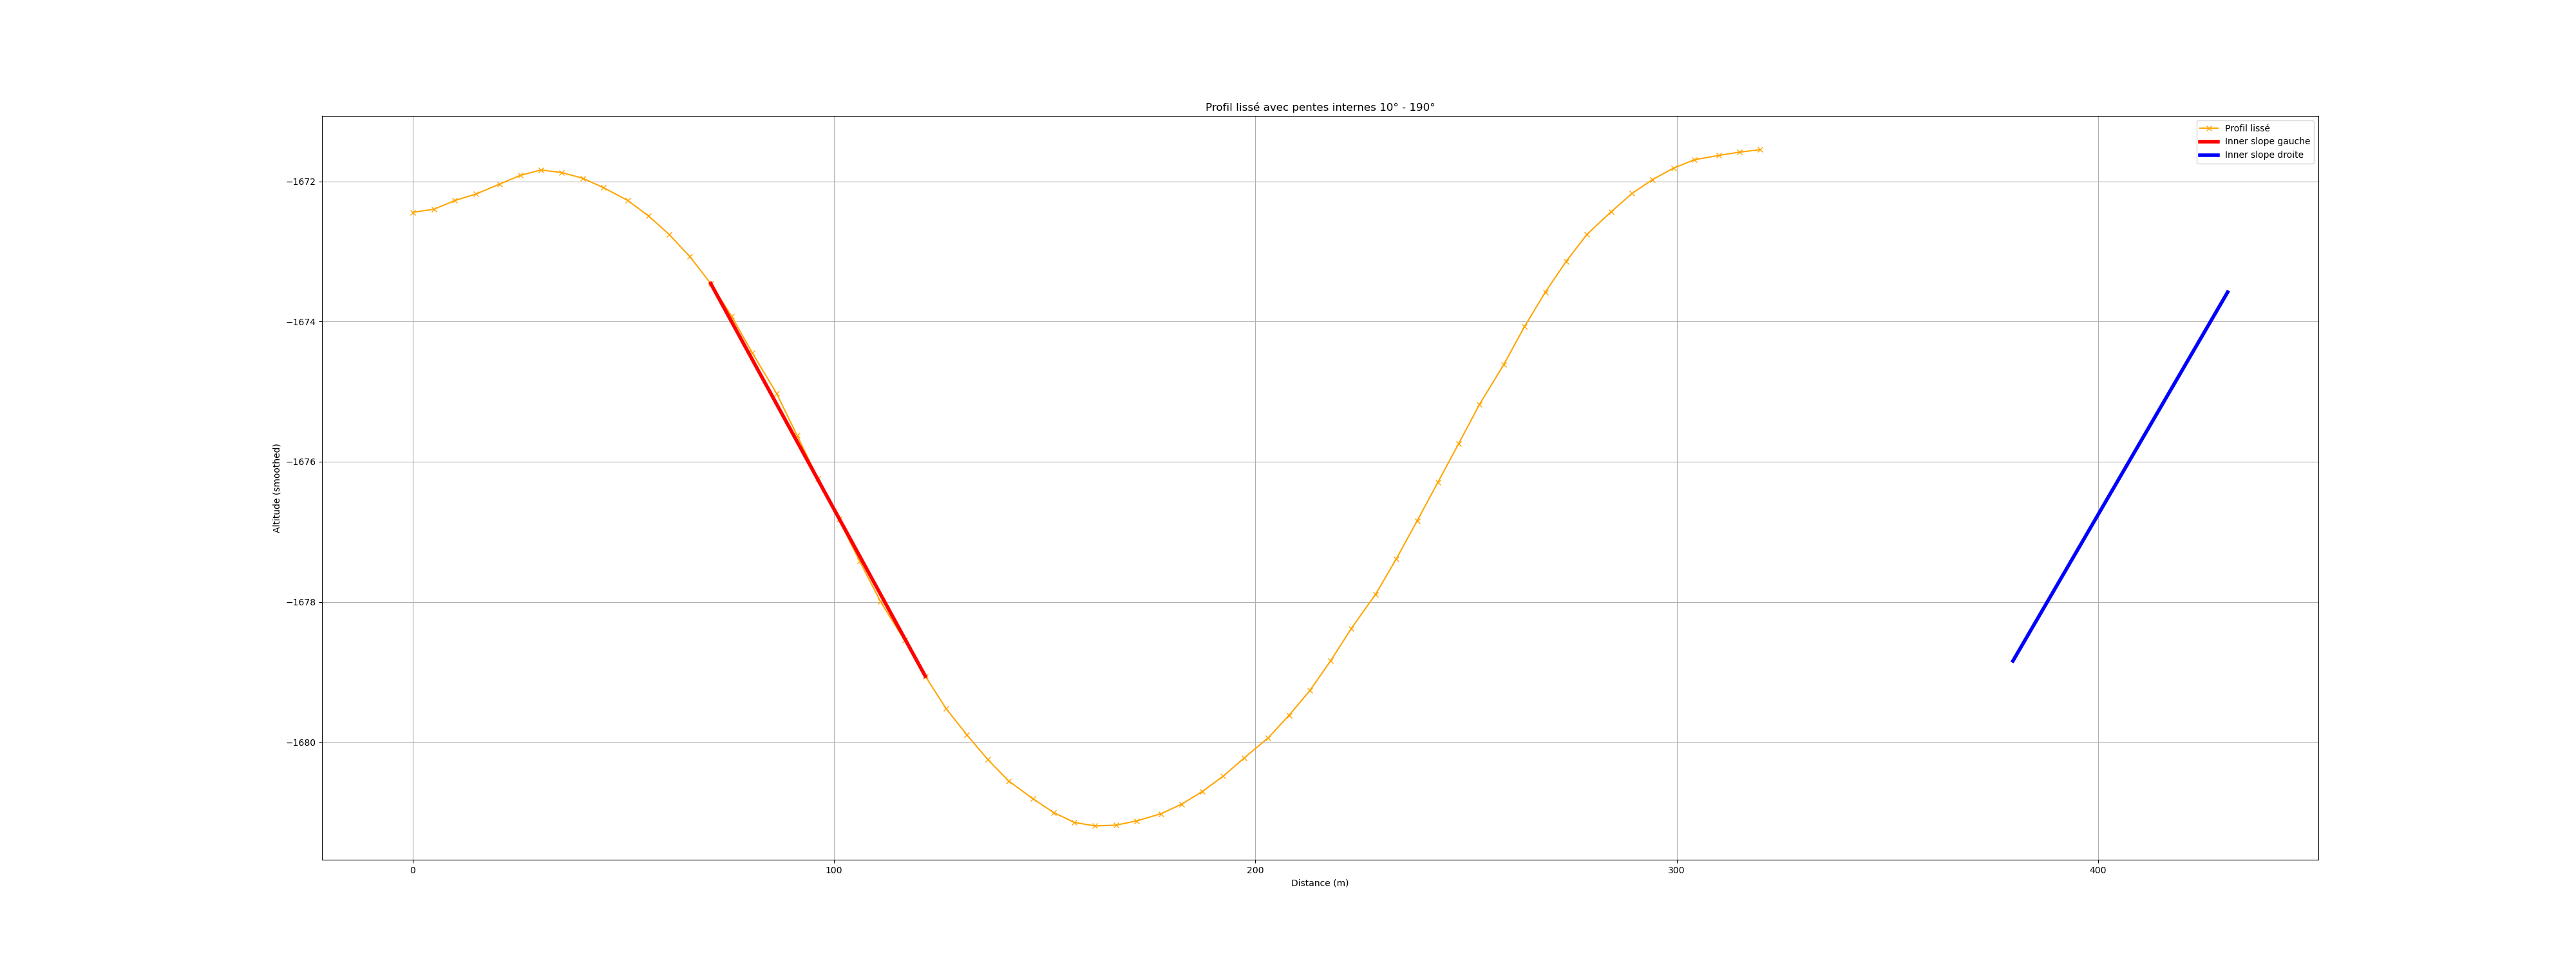 Profil lissé avec pentes internes 10° - 190°
Profil lissé
Inner slope gauche
Inner slope droite
−1672
−1674
−1676
−1678
−1680
Altitude (smoothed)
0 100 200 300 400
Distance (m)